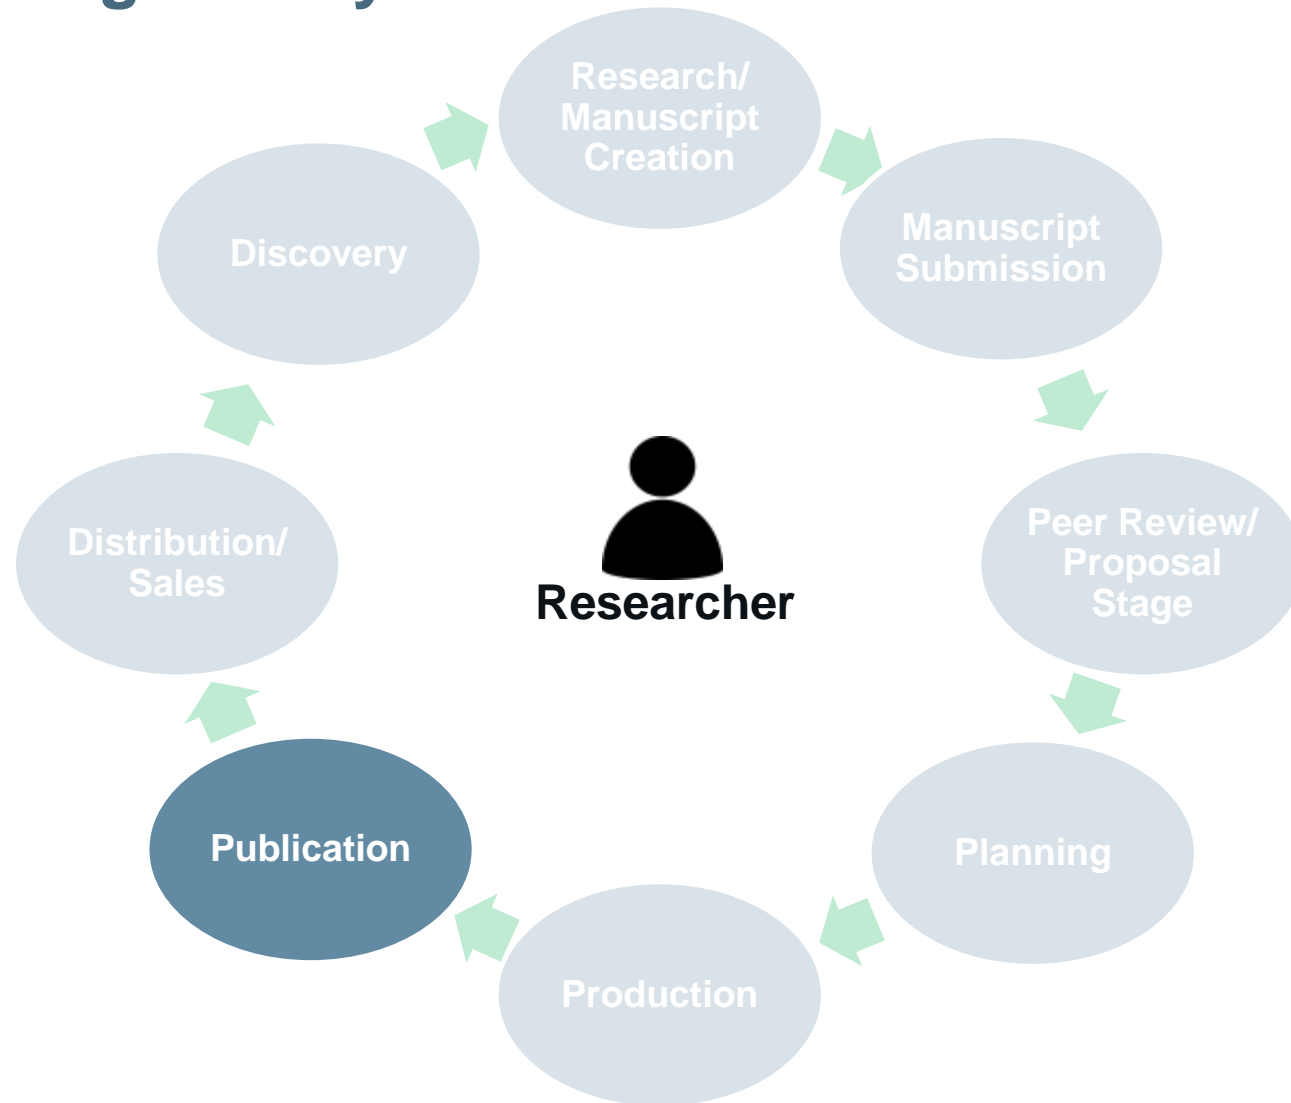 Research/
Manuscript
Creation
Manuscript
Submission
Discovery
Peer Review/
Proposal
Stage
Distribution/
Sales
Researcher
Publication
Planning
Production